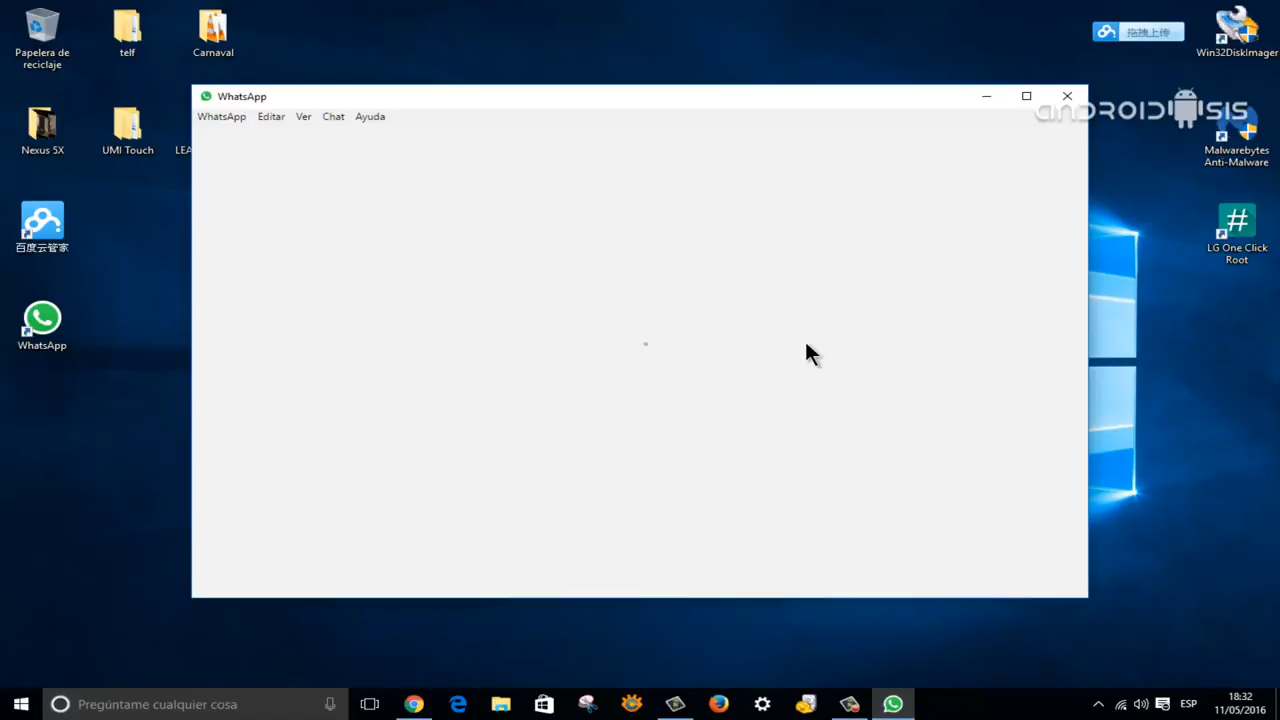 Papelera de
reciclaje
telf
Carnaval
拖拽上传
Win32DiskImager
WhatsApp
WhatsApp Editar Ver Chat Ayuda
ANDROIDSIS
Nexus 5X
UMI Touch
LEA
Malwarebytes
Anti-Malware
百度云管家
LG One Click
Root
WhatsApp
Pregúntame cualquier cosa
ESP
18:32
11/05/2016